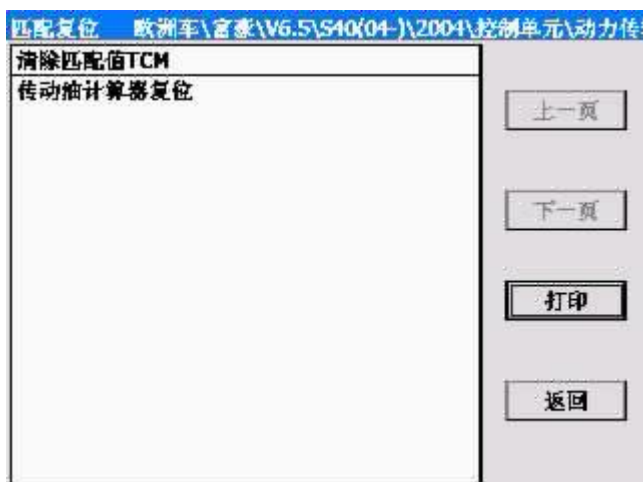 匹配复位 欧洲车\富豪\V6.5\S40(04-)\2004\控制单元\动力传
清除匹配值TCM
传动油计算器复位
上一页
下一页
打印
返回